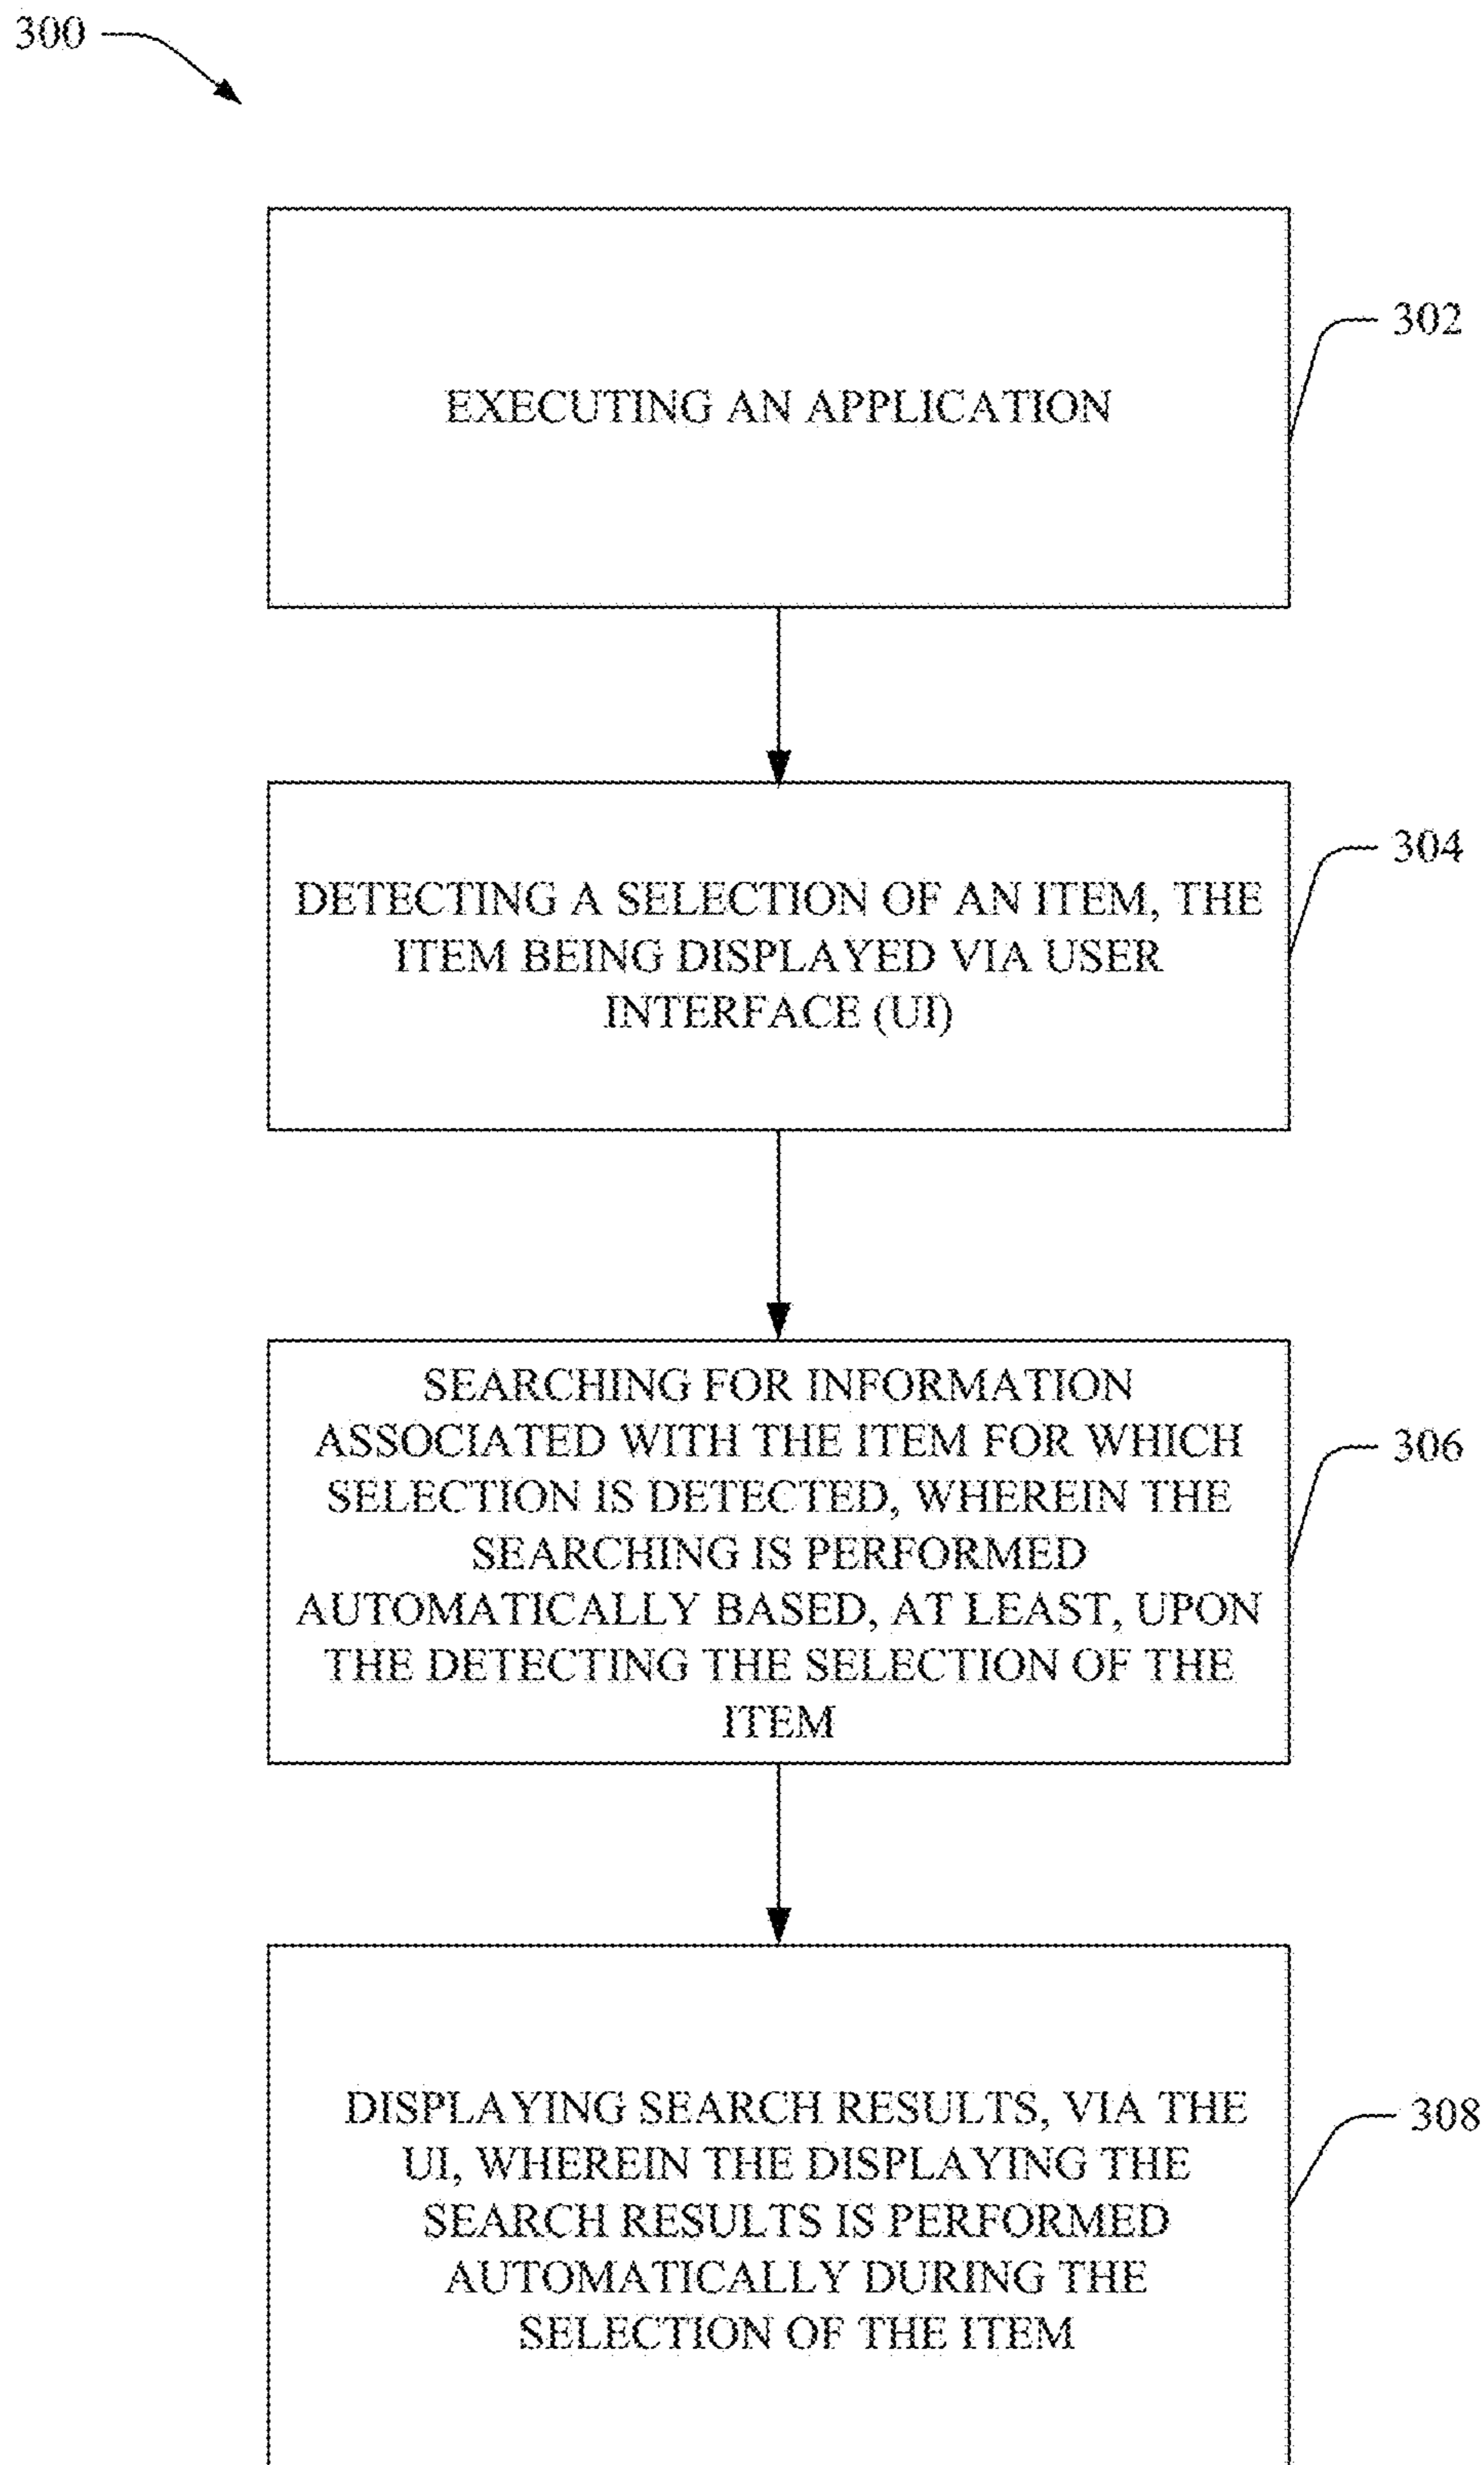 300
EXECUTING AN APPLICATION
302
DETECTING A SELECTION OF AN ITEM, THE
ITEM BEING DISPLAYED VIA USER
INTERFACE (UI)
304
SEARCHING FOR INFORMATION
ASSOCIATED WITH THE ITEM FOR WHICH
SELECTION IS DETECTED, WHEREIN THE
SEARCHING IS PERFORMED
AUTOMATICALLY BASED, AT LEAST, UPON
THE DETECTING THE SELECTION OF THE
ITEM
306
DISPLAYING SEARCH RESULTS, VIA THE
UI, WHEREIN THE DISPLAYING THE
SEARCH RESULTS IS PERFORMED
AUTOMATICALLY DURING THE
SELECTION OF THE ITEM
308